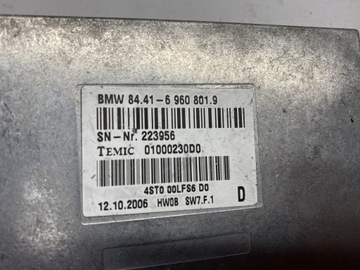 BMW 84.41-6 960 801.9
SN-Nr. 223956
TEMIC 01000230D0
4ST0 00LFS6 D0
12.10.2006 HW0B SW7.F.1 D